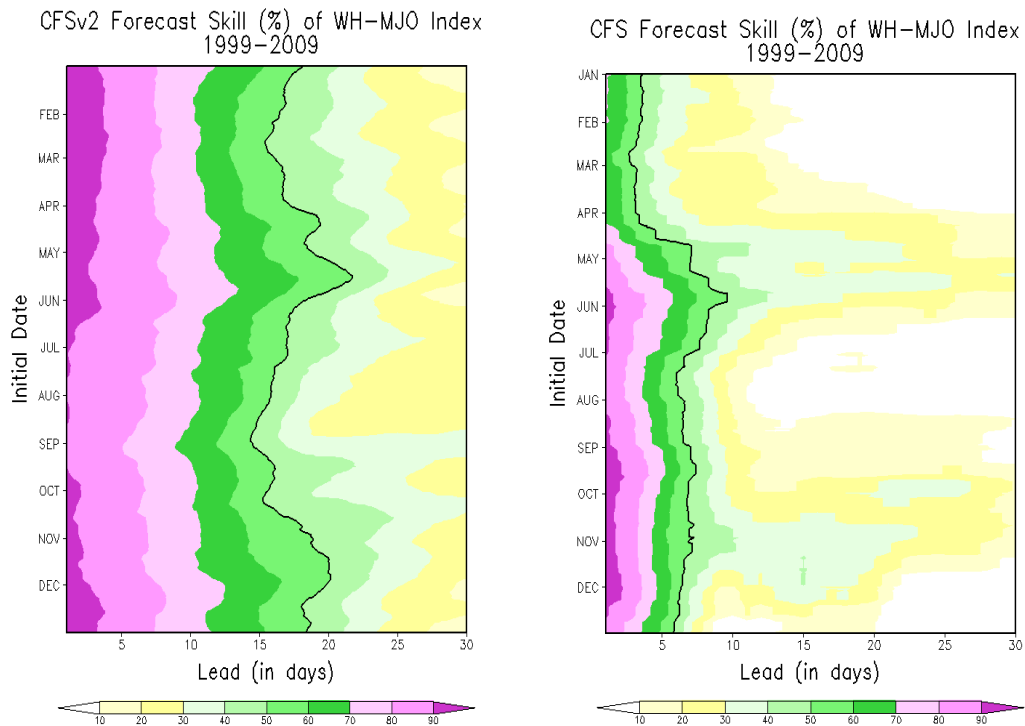 CFSv2 Forecast Skill (%) of WH-MJO Index
1999-2009
Initial Date
FEB
MAR
APR
MAY
JUN
JUL
AUG
SEP
OCT
NOV
DEC
5 10 15 20 25 30
Lead (in days)
10 20 30 40 50 60 70 80 90
CFS Forecast Skill (%) of WH-MJO Index
1999-2009
Initial Date
JAN
FEB
MAR
APR
MAY
JUN
JUL
AUG
SEP
OCT
NOV
DEC
5 10 15 20 25 30
Lead (in days)
10 20 30 40 50 60 70 80 90